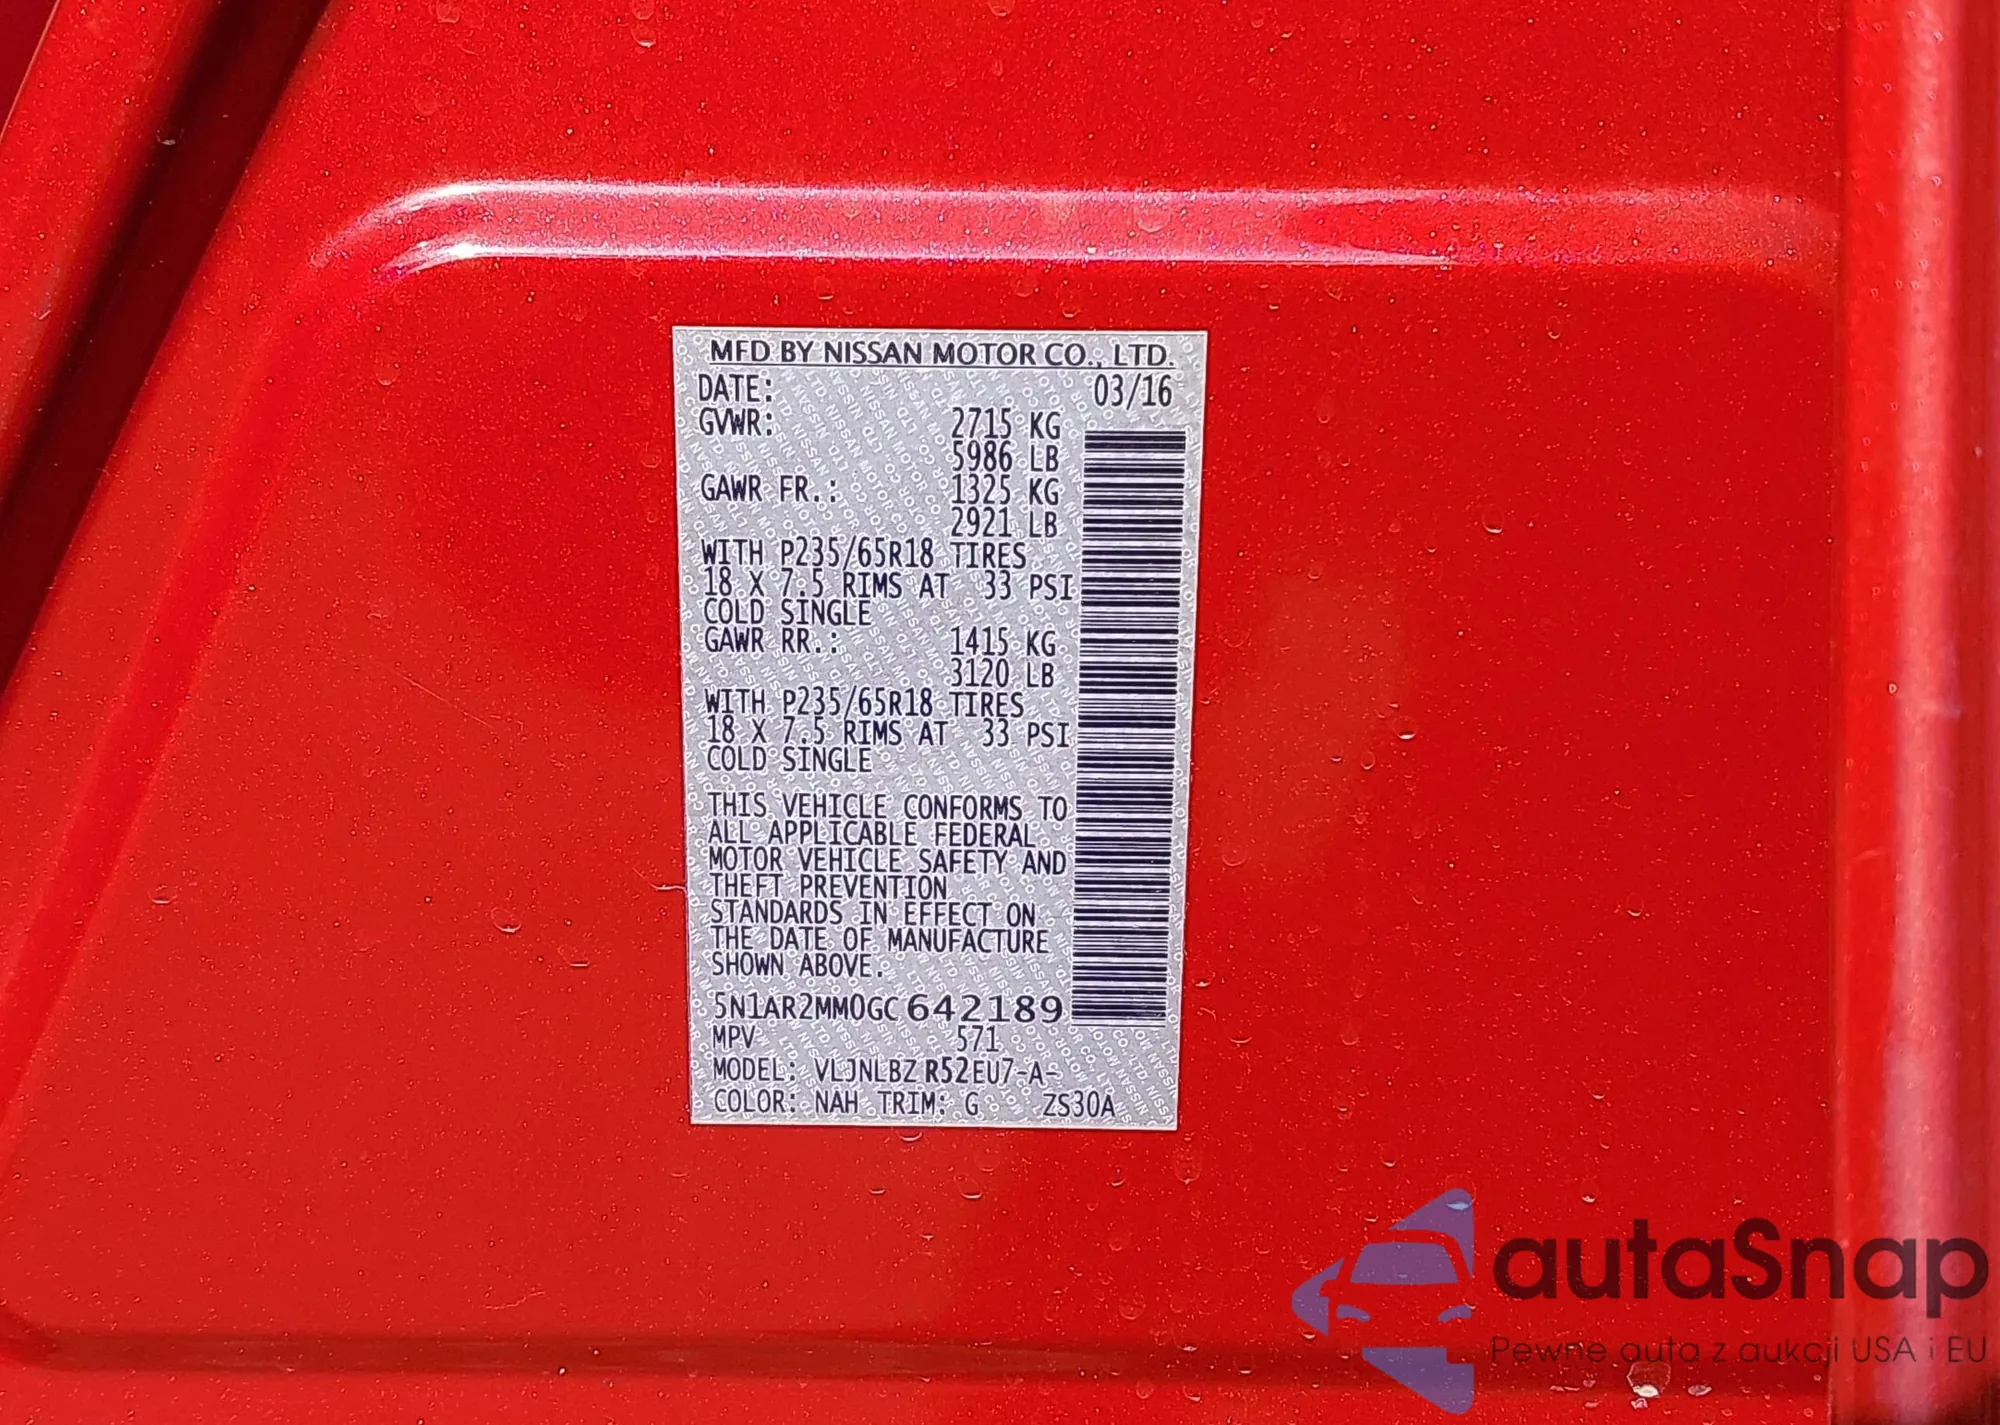 MFD BY NISSAN MOTOR CO., LTD.
DATE: 03/16
GVWR: 2715 KG
5986 LB
GAWR FR.: 1325 KG
2921 LB
WITH P235/65R18 TIRES
18 X 7.5 RIMS AT 33 PSI
COLD SINGLE
GAWR RR.: 1415 KG
3120 LB
WITH P235/65R18 TIRES
18 X 7.5 RIMS AT 33 PSI
COLD SINGLE
THIS VEHICLE CONFORMS TO
ALL APPLICABLE FEDERAL
MOTOR VEHICLE SAFETY AND
THEFT PREVENTION
STANDARDS IN EFFECT ON
THE DATE OF MANUFACTURE
SHOWN ABOVE.
5N1AR2MM0GC642189
MPV 571
MODEL: VLJNLBZ R52EU7-A-
COLOR: NAH TRIM: G ZS30A
autaSnap
Pewne auta z aukcji USA i EU